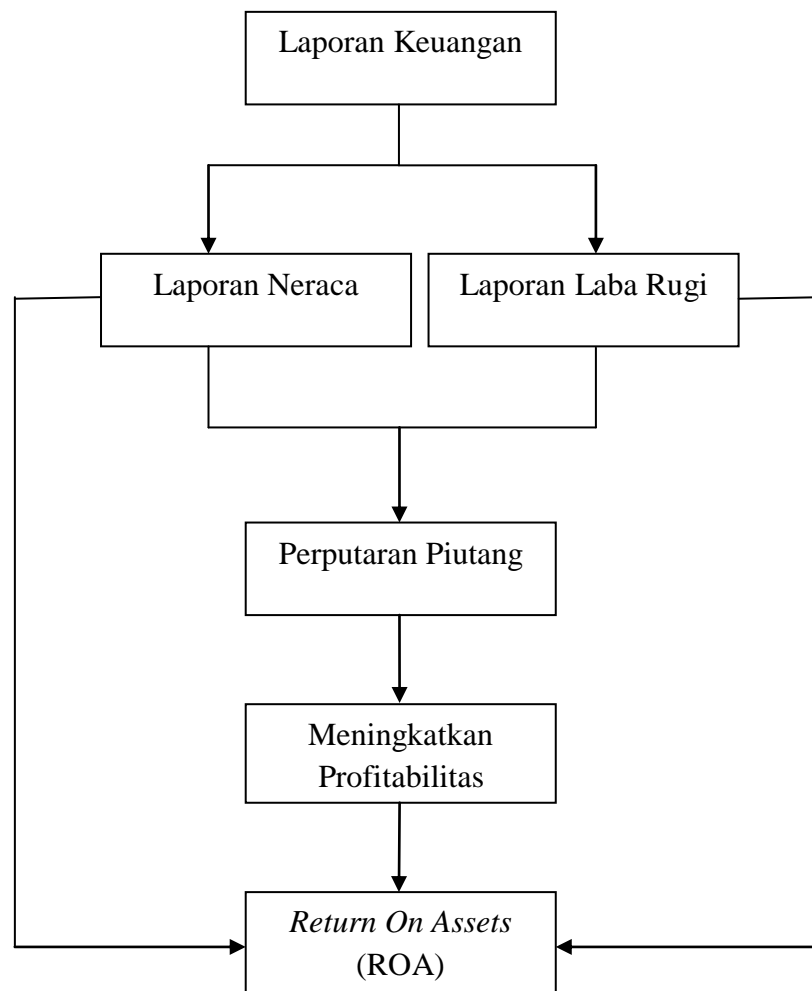 Laporan Keuangan
Laporan Neraca
Laporan Laba Rugi
Perputaran Piutang
Meningkatkan
Profitabilitas
Return On Assets
(ROA)